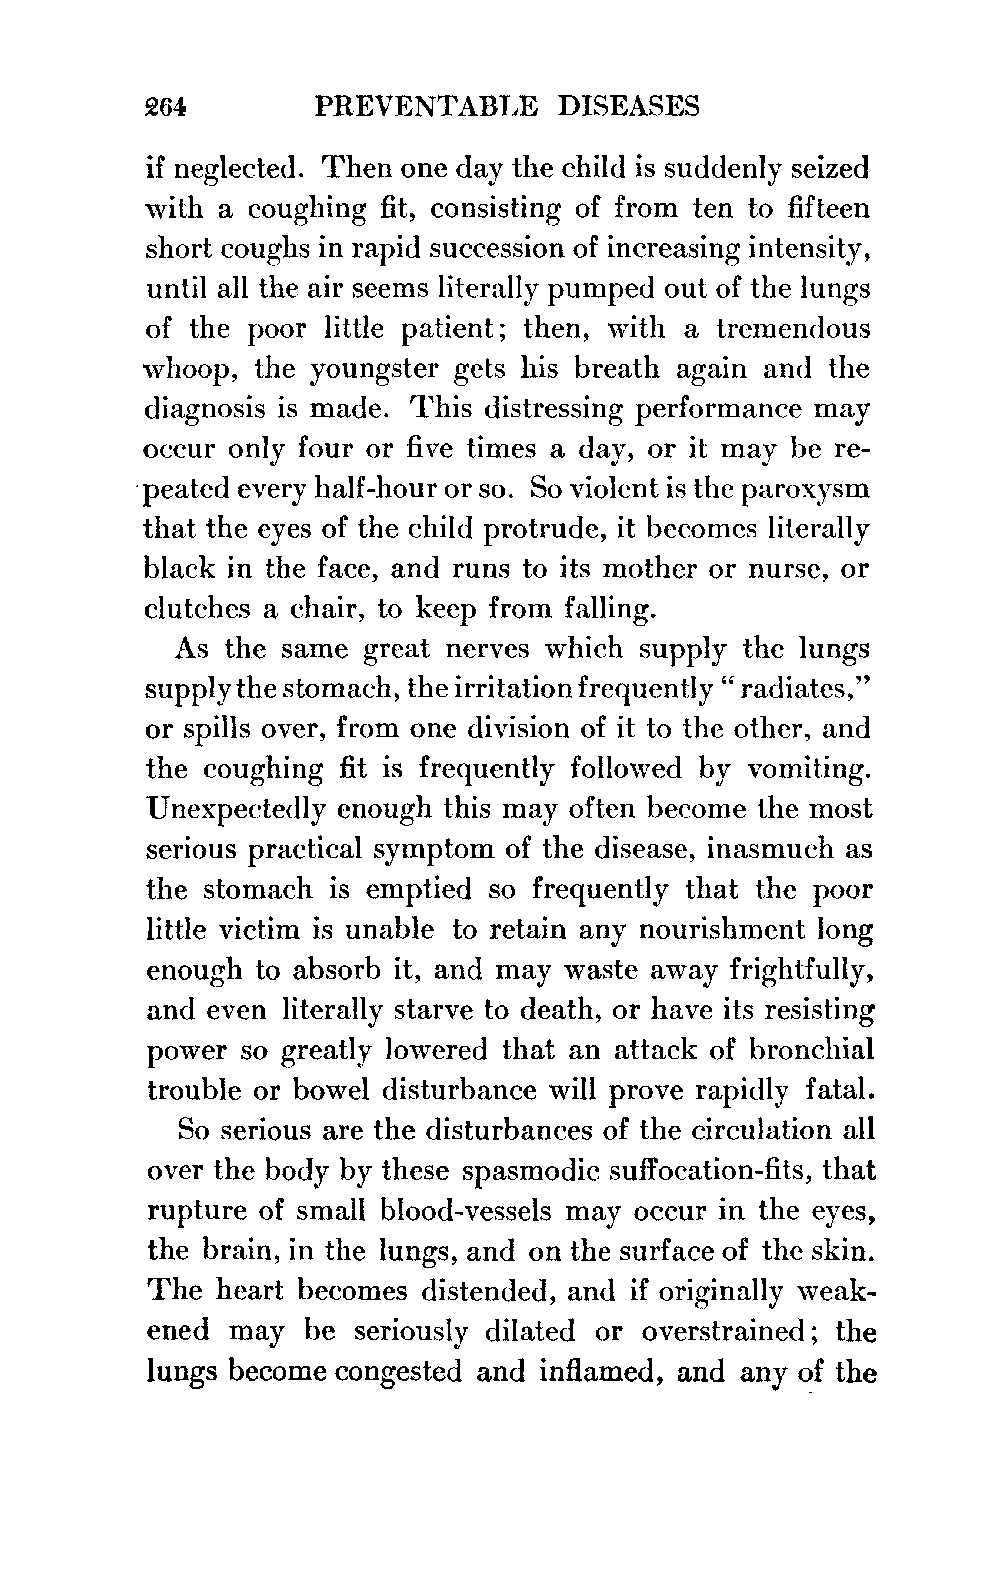 264 PREVENTABLE DISEASES
if neglected. Then one day the child is suddenly seized
with a coughing fit, consisting of from ten to fifteen
short coughs in rapid succession of increasing intensity,
until all the air seems literally pumped out of the lungs
of the poor little patient; then, with a tremendous
whoop, the youngster gets his breath again and the
diagnosis is made. This distressing performance may
occur only four or five times a day, or it may be re-
peated every half-hour or so. So violent is the paroxysm
that the eyes of the child protrude, it becomes literally
black in the face, and runs to its mother or nurse, or
clutches a chair, to keep from falling.
As the same great nerves which supply the lungs
supply the stomach, the irritation frequently “ radiates,”
or spills over, from one division of it to the other, and
the coughing fit is frequently followed by vomiting.
Unexpectedly enough this may often become the most
serious practical symptom of the disease, inasmuch as
the stomach is emptied so frequently that the poor
little victim is unable to retain any nourishment long
enough to absorb it, and may waste away frightfully,
and even literally starve to death, or have its resisting
power so greatly lowered that an attack of bronchial
trouble or bowel disturbance will prove rapidly fatal.
So serious are the disturbances of the circulation all
over the body by these spasmodic suffocation-fits, that
rupture of small blood-vessels may occur in the eyes,
the brain, in the lungs, and on the surface of the skin.
The heart becomes distended, and if originally weak-
ened may be seriously dilated or overstrained; the
lungs become congested and inflamed, and any of the